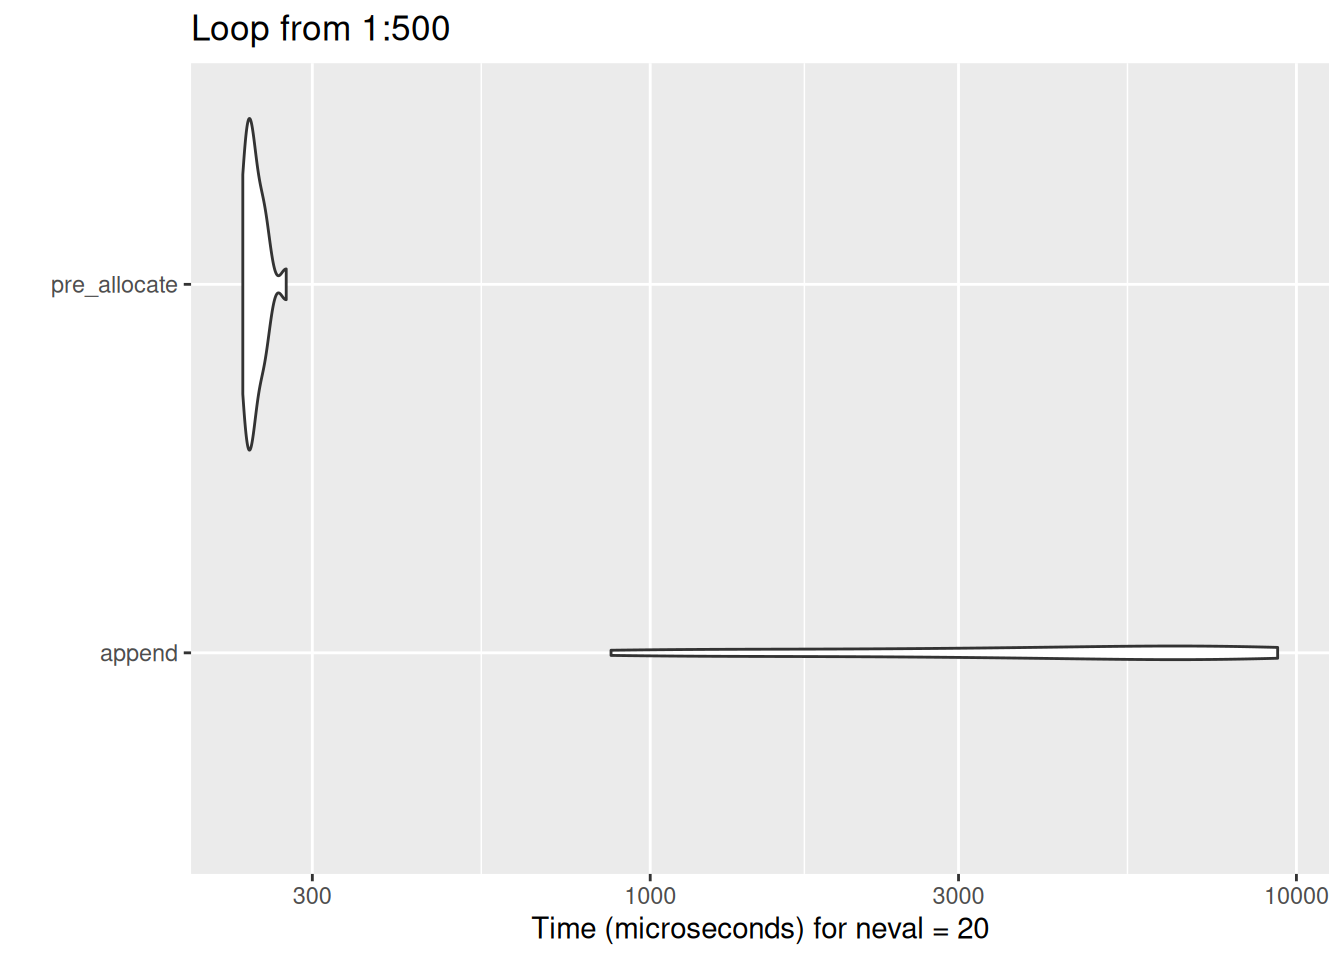 Loop from 1:500
pre_allocate
append
300 1000 3000 10000
Time (microseconds) for neval = 20